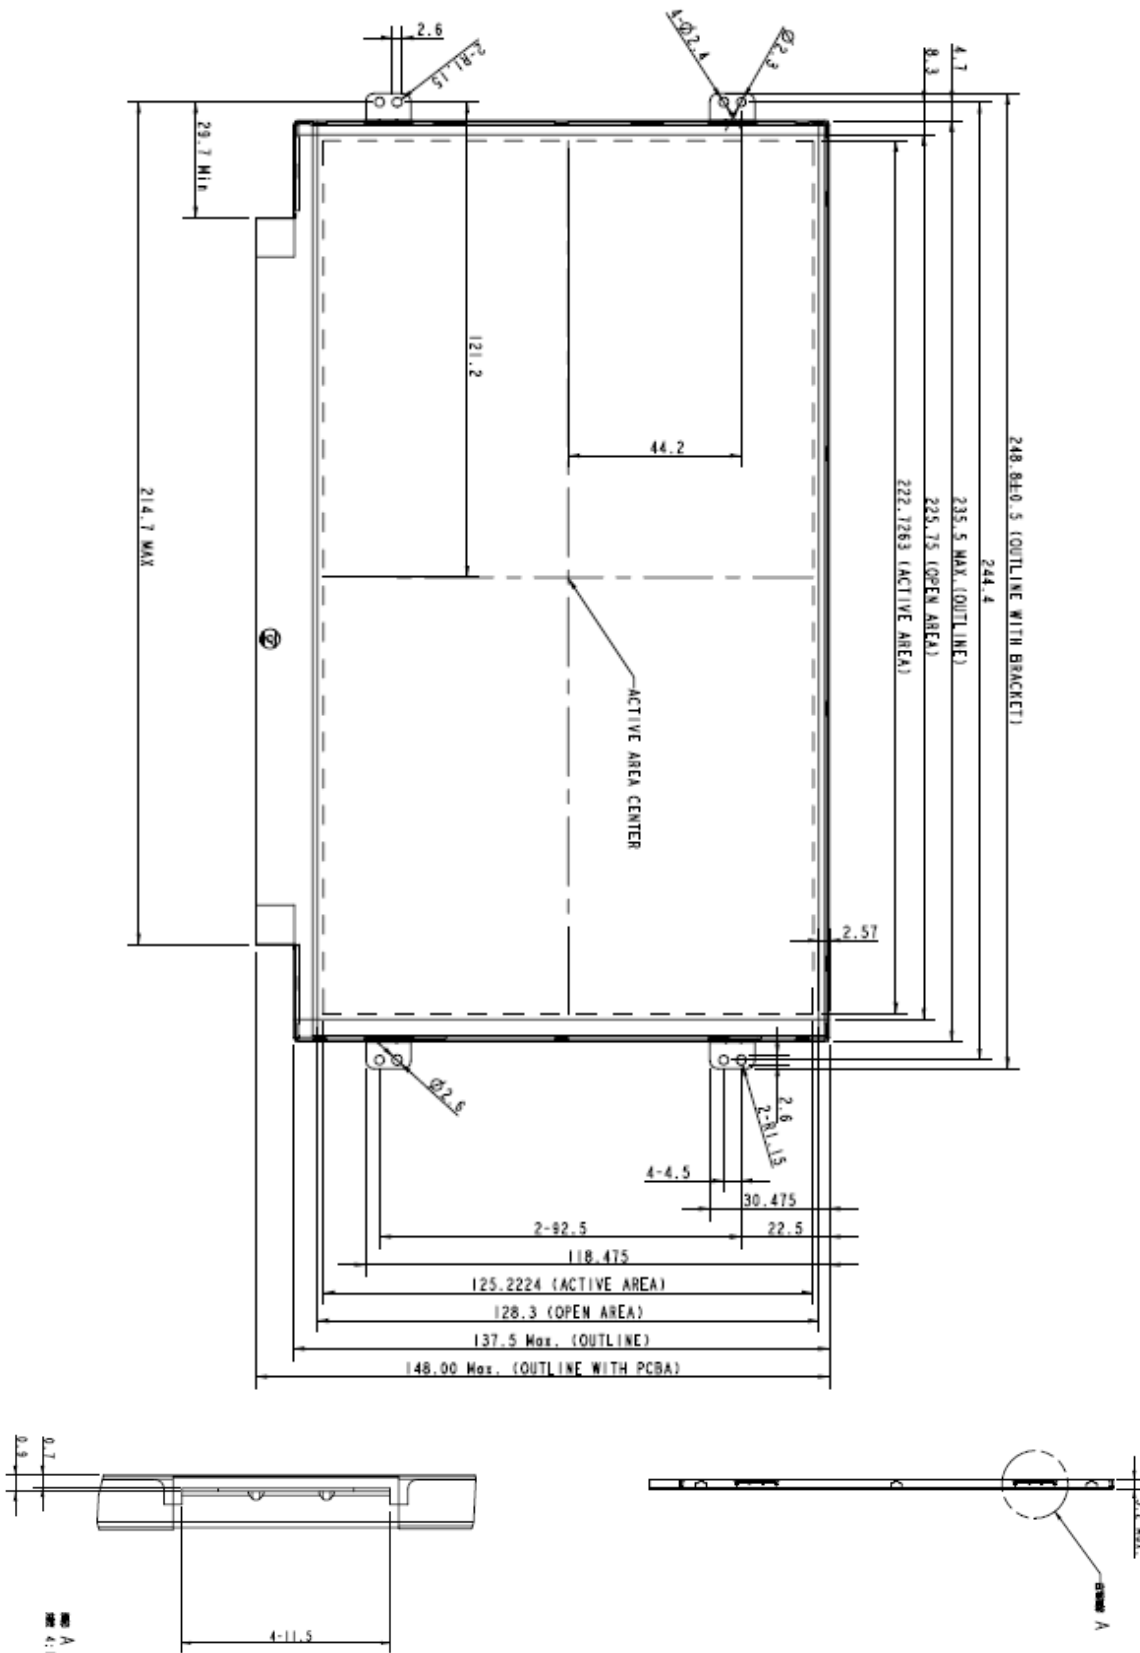 2.6
2-R1.15
4-Ø2.4
Ø2.3
8.3
4.7
29.7 Min
121.2
44.2
214.7 MAX
248.8±0.5 (OUTLINE WITH BRACKET)
244.4
235.5 MAX.(OUTLINE)
225.75 (OPEN AREA)
222.7263 (ACTIVE AREA)
ACTIVE AREA CENTER
2.57
Ø2.6
2.6
2-R1.15
4-4.5
30.475
2-92.5
22.5
118.475
125.2224 (ACTIVE AREA)
128.3 (OPEN AREA)
137.5 Max. (OUTLINE)
148.00 Max. (OUTLINE WITH PCBA)
0.9
0.7
4-11.5
A
A
4:1